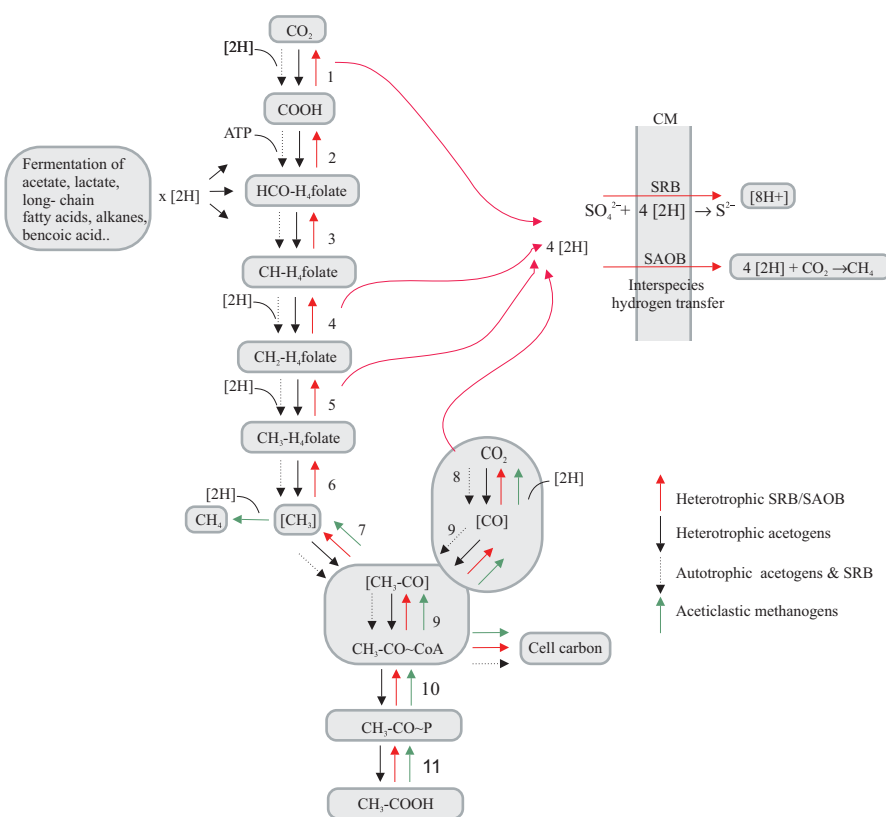 CO₂
[2H]
1
COOH
ATP
2
Fermentation of
acetate, lactate,
long- chain
fatty acids, alkanes,
bencoic acid..
x [2H]
HCO-H₄folate
3
CH-H₄folate
[2H]
4
CH₂-H₄folate
[2H]
5
CH₃-H₄folate
6
[2H]
CH₄
[CH₃]
7
CO₂
8
[2H]
[CO]
9
[CH₃-CO]
9
CH₃-CO~CoA
Cell carbon
10
CH₃-CO~P
11
CH₃-COOH
CM
SRB
SO₄²⁻+ 4 [2H] → S²⁻
[8H+]
4 [2H]
SAOB
4 [2H] + CO₂ →CH₄
Interspecies
hydrogen transfer
Heterotrophic SRB/SAOB
Heterotrophic acetogens
Autotrophic acetogens & SRB
Aceticlastic methanogens